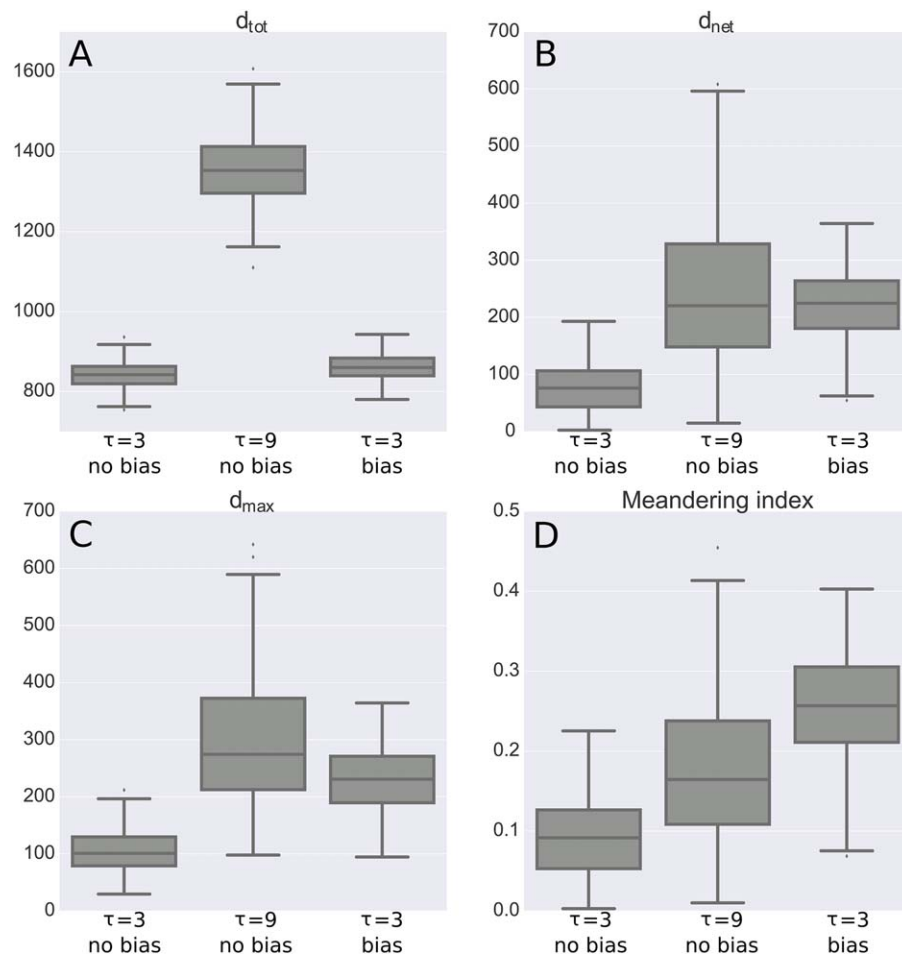 d_tot
A
1600
1400
1200
1000
800
τ=3 τ=9 τ=3
no bias no bias bias
d_net
B
700
600
500
400
300
200
100
0
τ=3 τ=9 τ=3
no bias no bias bias
d_max
C
700
600
500
400
300
200
100
0
τ=3 τ=9 τ=3
no bias no bias bias
Meandering index
D
0.5
0.4
0.3
0.2
0.1
0.0
τ=3 τ=9 τ=3
no bias no bias bias